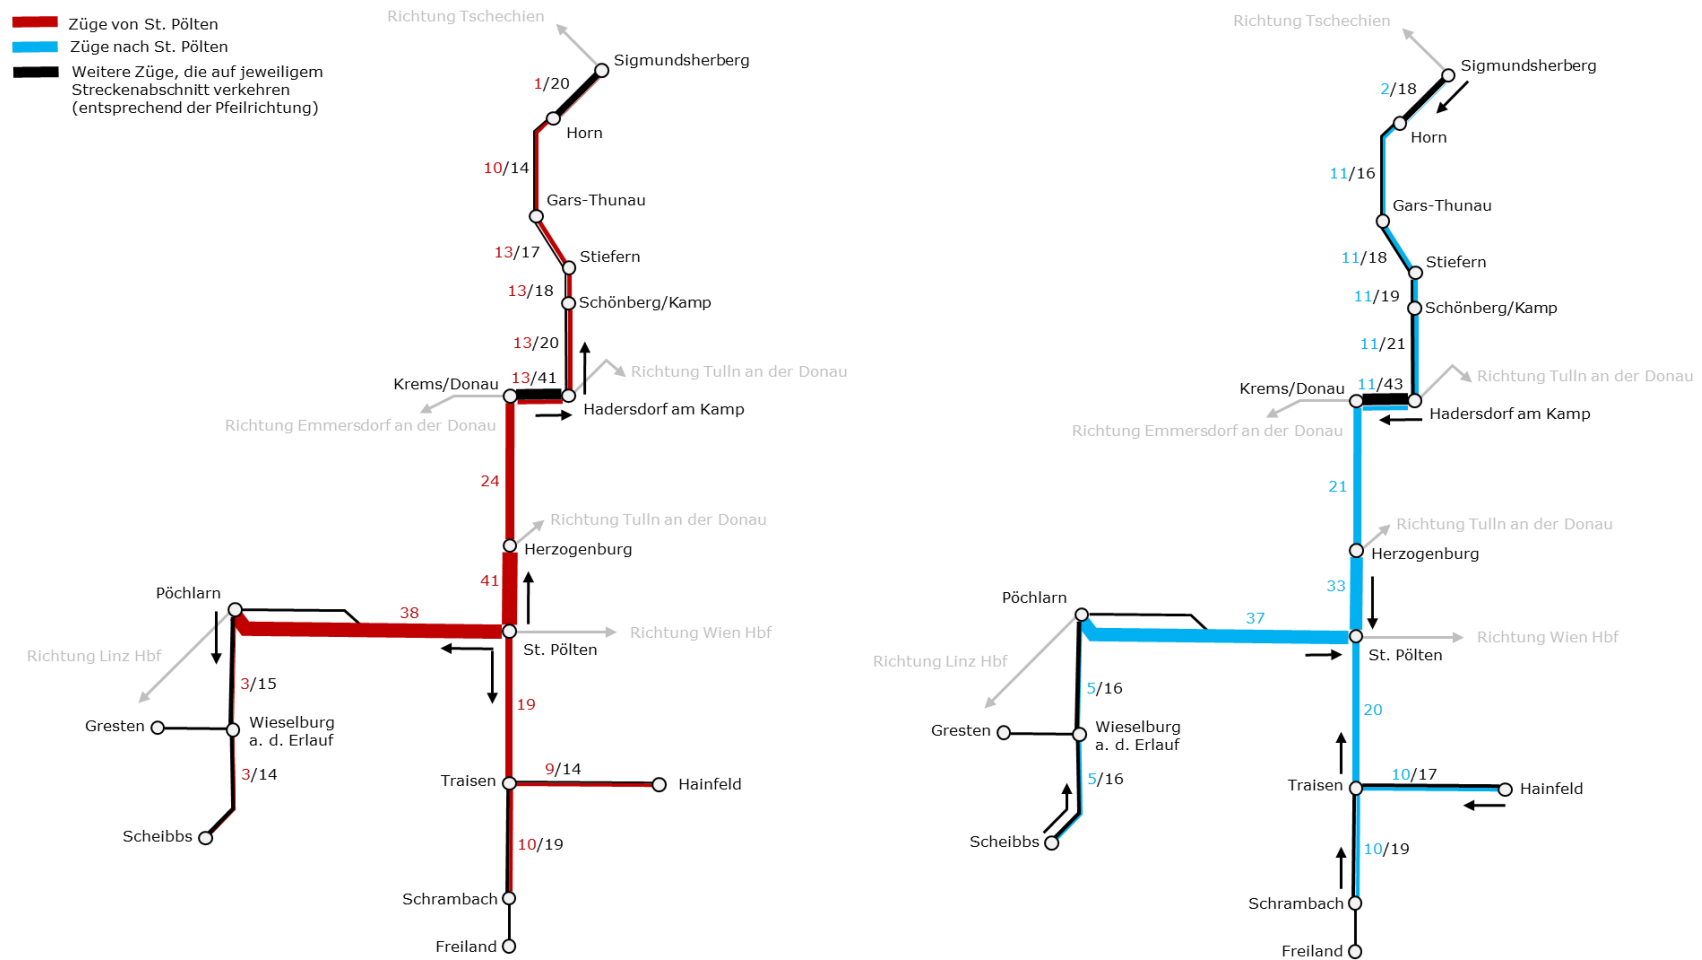 Züge von St. Pölten
Züge nach St. Pölten
Weitere Züge, die auf jeweiligem
Streckenabschnitt verkehren
(entsprechend der Pfeilrichtung)
Richtung Tschechien
Sigmundsherberg
1/20
Horn
10/14
Gars-Thunau
13/17
Stiefern
13/18
Schönberg/Kamp
13/20
Richtung Tulln an der Donau
13/41
Krems/Donau
Hadersdorf am Kamp
Richtung Emmersdorf an der Donau
24
Richtung Tulln an der Donau
Herzogenburg
41
Pöchlarn
38
Richtung Wien Hbf
St. Pölten
Richtung Linz Hbf
3/15
19
Gresten
Wieselburg
a. d. Erlauf
3/14
9/14
Traisen
Hainfeld
Scheibbs
10/19
Schrambach
Freiland
Richtung Tschechien
Sigmundsherberg
2/18
Horn
11/16
Gars-Thunau
11/18
Stiefern
11/19
Schönberg/Kamp
11/21
Richtung Tulln an der Donau
11/43
Krems/Donau
Hadersdorf am Kamp
Richtung Emmersdorf an der Donau
21
Richtung Tulln an der Donau
Herzogenburg
33
Pöchlarn
37
Richtung Wien Hbf
St. Pölten
Richtung Linz Hbf
5/16
20
Gresten
Wieselburg
a. d. Erlauf
5/16
10/17
Traisen
Hainfeld
Scheibbs
10/19
Schrambach
Freiland